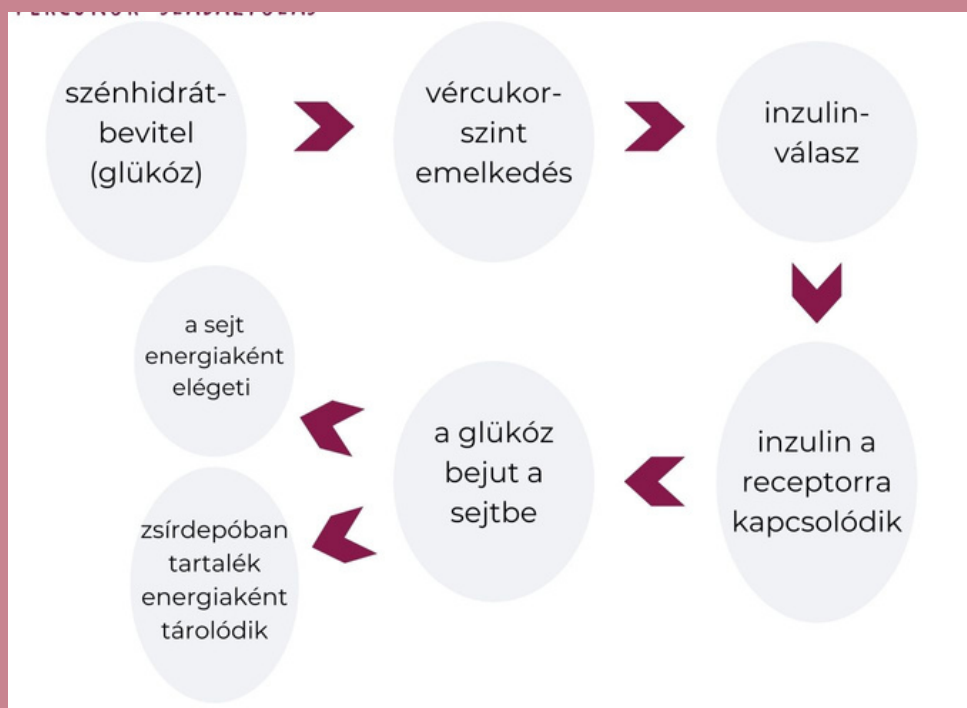 szénhidrát-
bevitel
(glükóz)
vércukor-
szint
emelkedés
inzulin-
válasz
inzulin a
receptorra
kapcsolódik
a glükóz
bejut a
sejtbe
a sejt
energiaként
elégeti
zsírdepóban
tartalék
energiaként
tárolódik